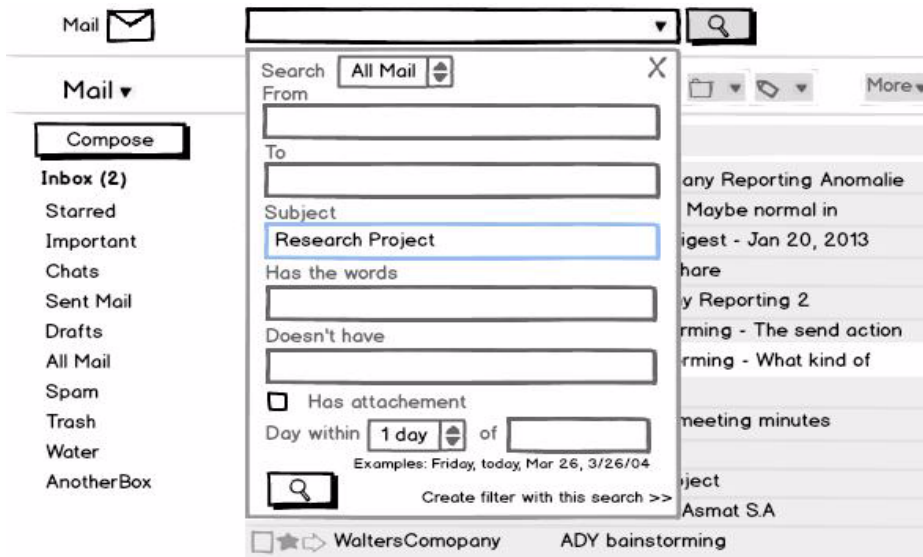 Mail
Search All Mail X
From
To
Subject
Research Project
Has the words
Doesn't have
Has attachement
Day within 1 day of
Examples: Friday, today, Mar 26, 3/26/04
Create filter with this search >>
Mail
Compose
Inbox (2)
Starred
Important
Chats
Sent Mail
Drafts
All Mail
Spam
Trash
Water
AnotherBox
More
any Reporting Anomalie
Maybe normal in
igest - Jan 20, 2013
hare
y Reporting 2
rming - The send action
rming - What kind of
meeting minutes
ject
Asmat S.A
WaltersComopany ADY bainstorming